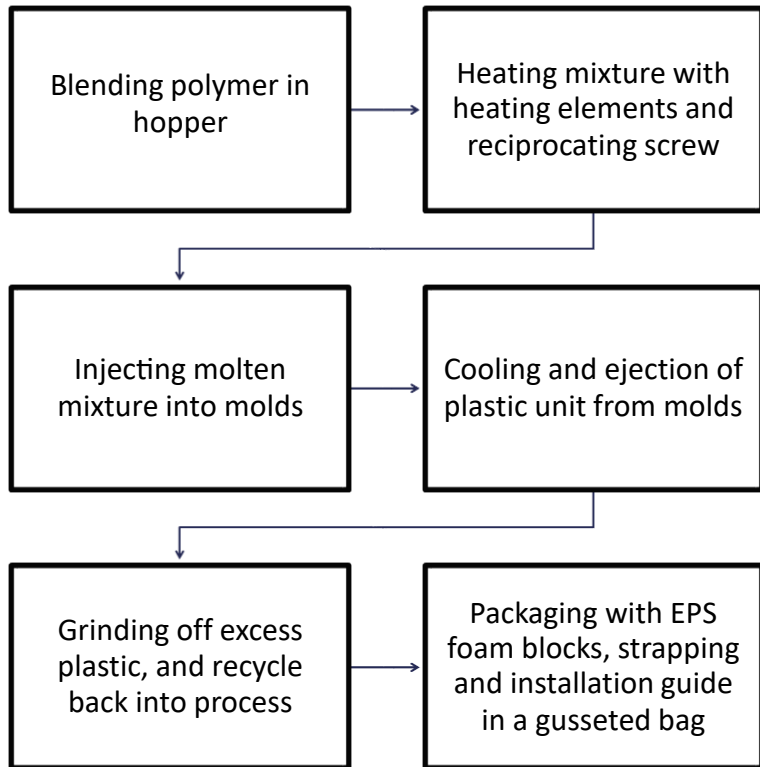 Blending polymer in
hopper
Heating mixture with
heating elements and
reciprocating screw
Injecting molten
mixture into molds
Cooling and ejection of
plastic unit from molds
Grinding off excess
plastic, and recycle
back into process
Packaging with EPS
foam blocks, strapping
and installation guide
in a gusseted bag